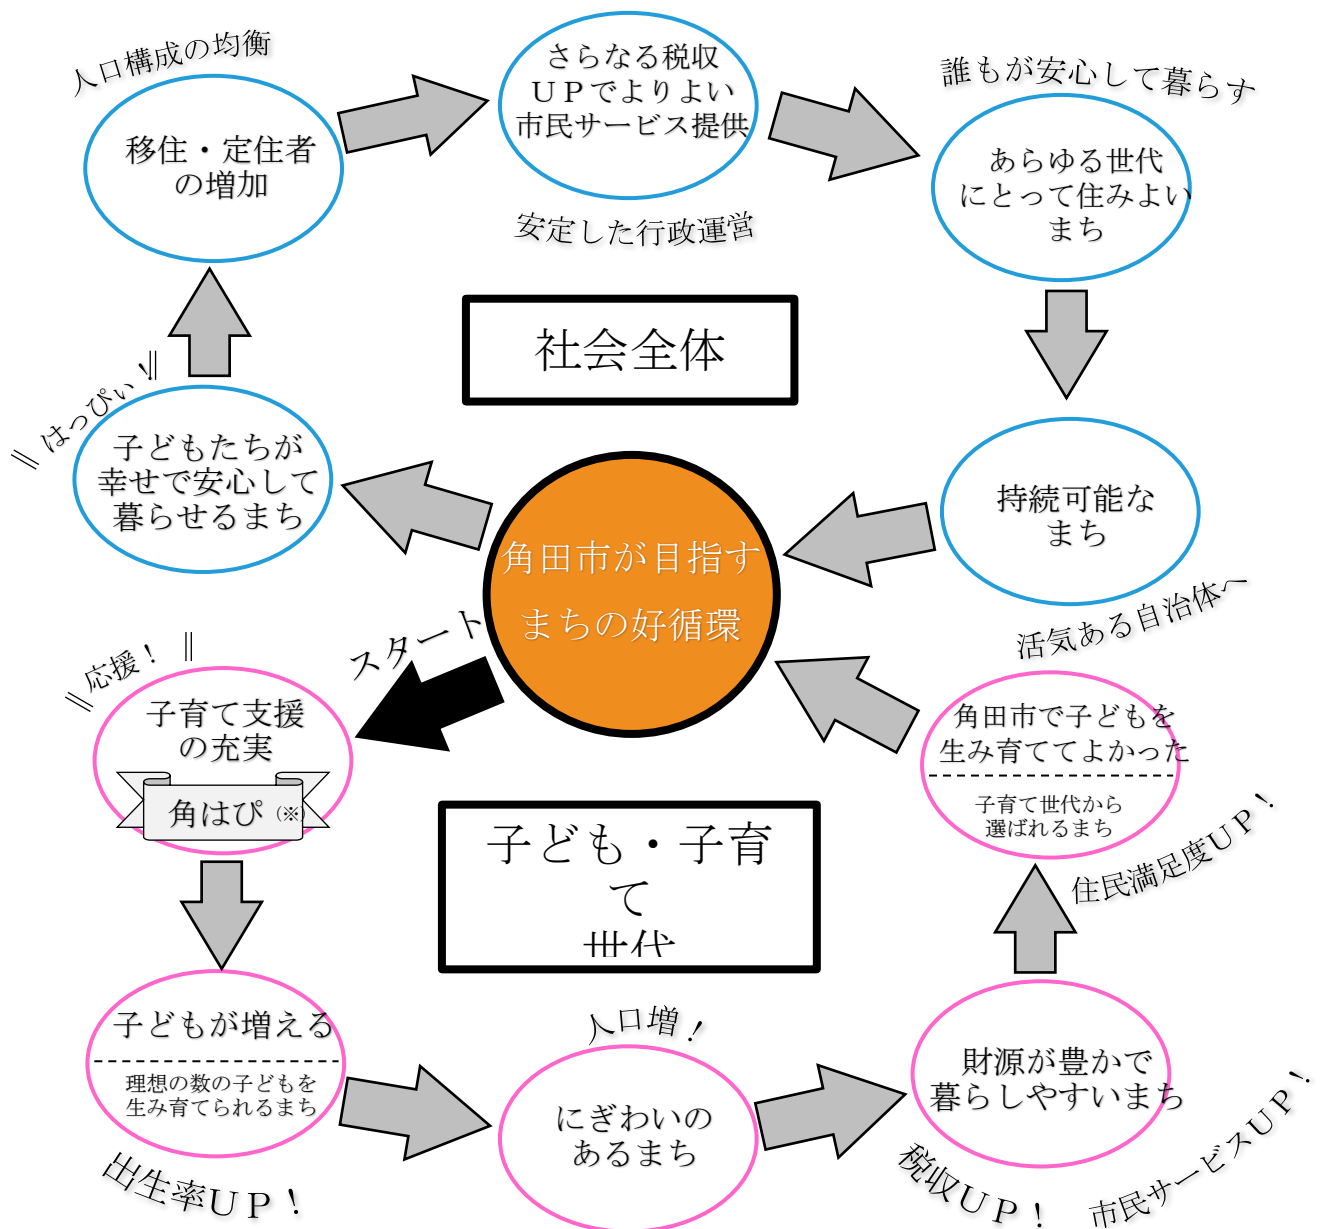 人口構成の均衡
移住・定住者
の増加
さらなる税収
ＵＰでよりよい
市民サービス提供
安定した行政運営
誰もが安心して暮らす
あらゆる世代
にとって住みよい
まち
社会全体
\\ はっぴぃ！//
子どもたちが
幸せで安心して
暮らせるまち
持続可能な
まち
活気ある自治体へ
角田市が目指す
まちの好循環
スタート
\\ 応援！ //
子育て支援
の充実
角はぴ（※）
角田市で子どもを
生み育ててよかった
子育て世代から
選ばれるまち
住民満足度ＵＰ！
子ども・子育
て
世代
子どもが増える
理想の数の子どもを
生み育てられるまち
出生率ＵＰ！
人口増！
にぎわいの
あるまち
財源が豊かで
暮らしやすいまち
税収ＵＰ！
市民サービスＵＰ！